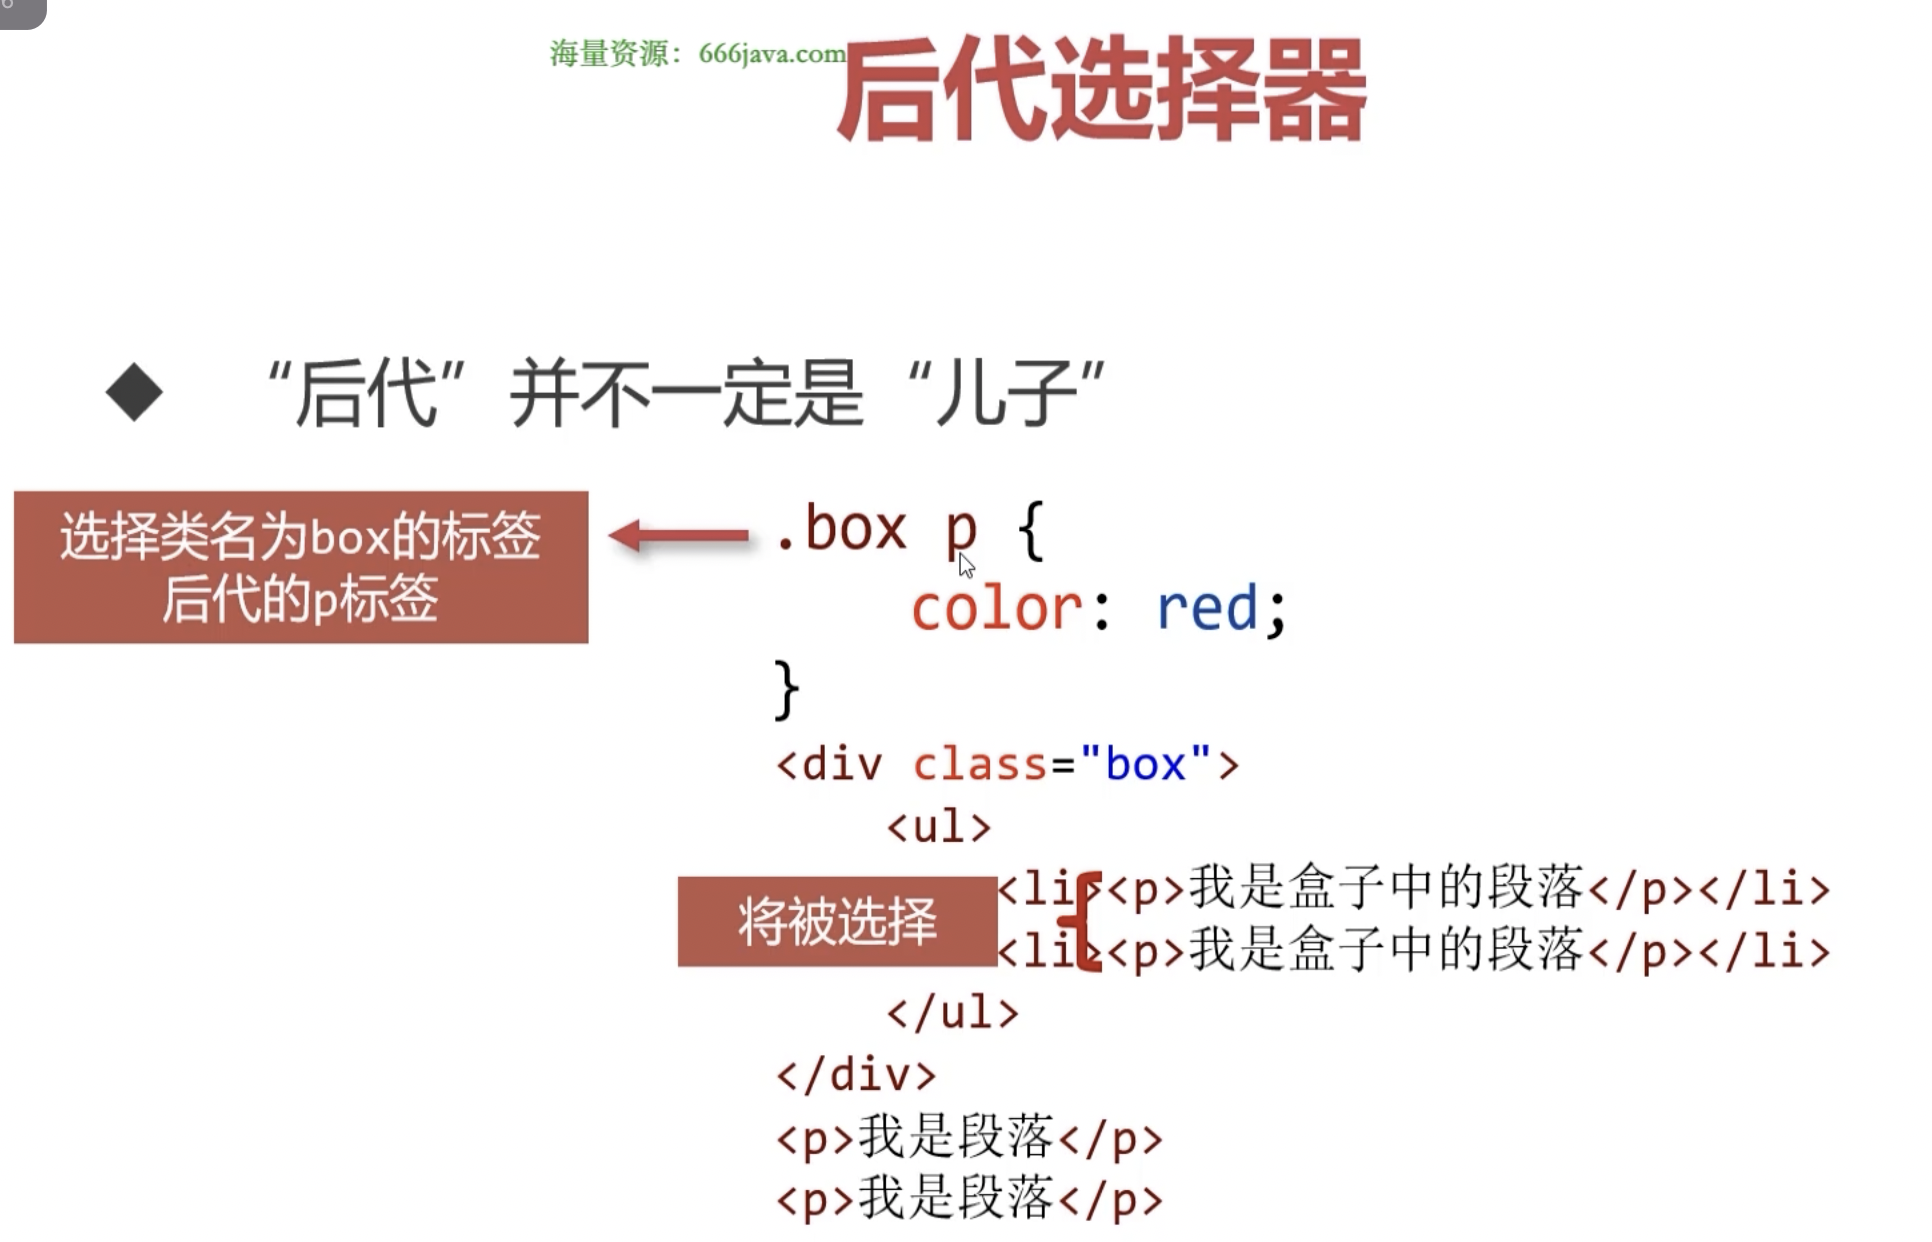 6
海量资源：666java.com
后代选择器
◆ “后代”并不一定是“儿子”
选择类名为box的标签
后代的p标签
.box p {
color: red;
}
<div class="box">
<ul>
将被选择
<li><p>我是盒子中的段落</p></li>
<li><p>我是盒子中的段落</p></li>
</ul>
</div>
<p>我是段落</p>
<p>我是段落</p>